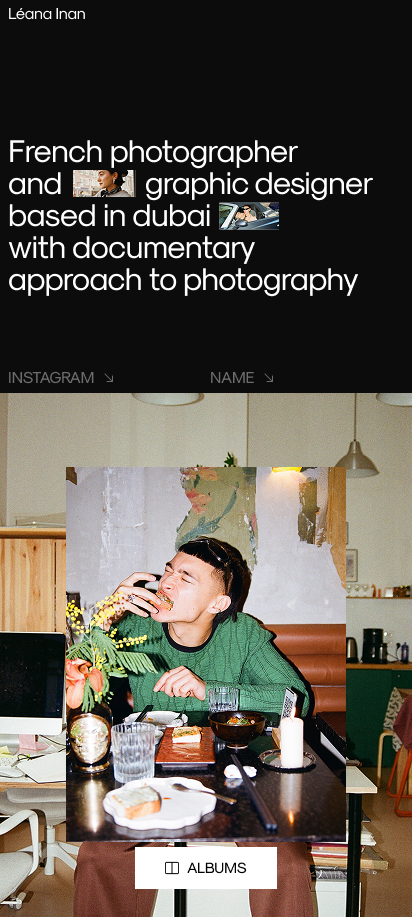 Léana Inan
French photographer
and graphic designer
based in dubai
with documentary
approach to photography
INSTAGRAM ↘ NAME ↘
ALBUMS